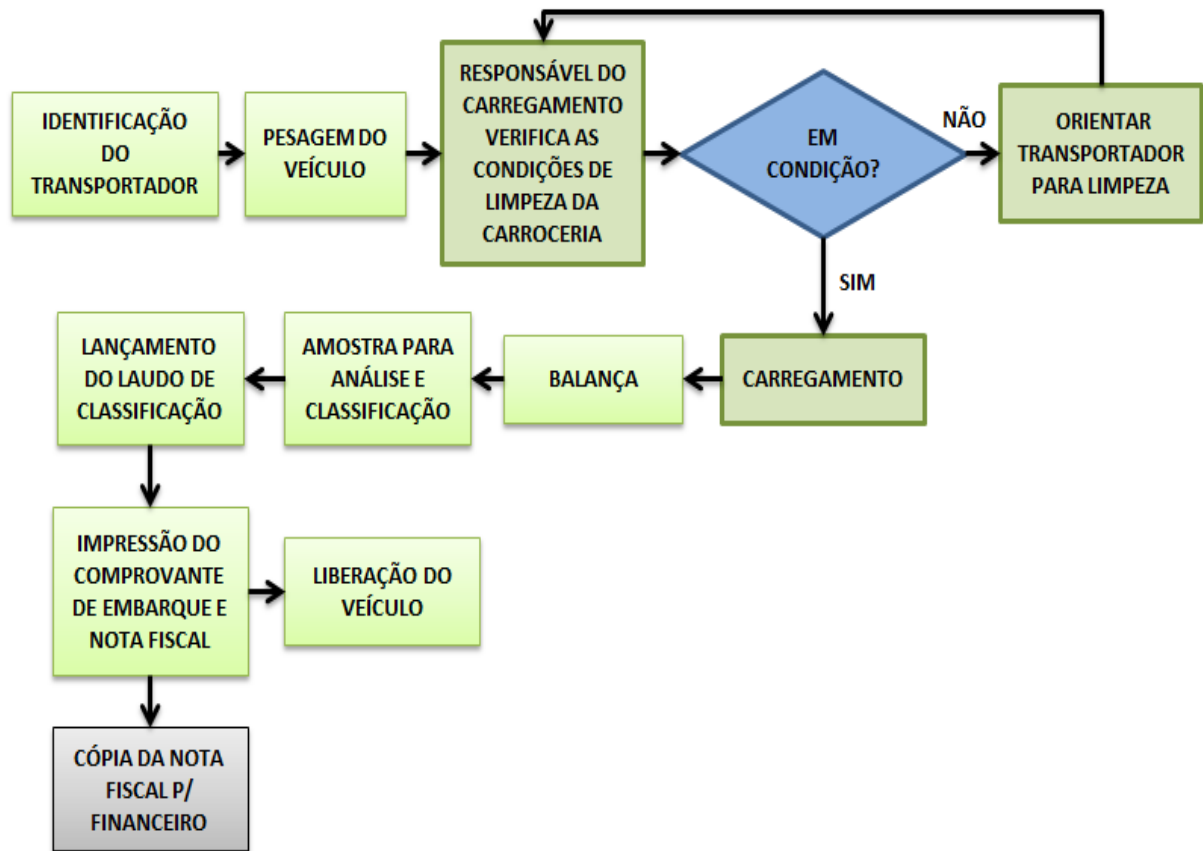 IDENTIFICAÇÃO
DO
TRANSPORTADOR
PESAGEM DO
VEÍCULO
RESPONSÁVEL DO
CARREGAMENTO
VERIFICA AS
CONDIÇÕES DE
LIMPEZA DA
CARROCERIA
EM
CONDIÇÃO?
NÃO
ORIENTAR
TRANSPORTADOR
PARA LIMPEZA
SIM
CARREGAMENTO
BALANÇA
AMOSTRA PARA
ANÁLISE E
CLASSIFICAÇÃO
LANÇAMENTO
DO LAUDO DE
CLASSIFICAÇÃO
IMPRESSÃO DO
COMPROVANTE
DE EMBARQUE E
NOTA FISCAL
LIBERAÇÃO DO
VEÍCULO
CÓPIA DA NOTA
FISCAL P/
FINANCEIRO